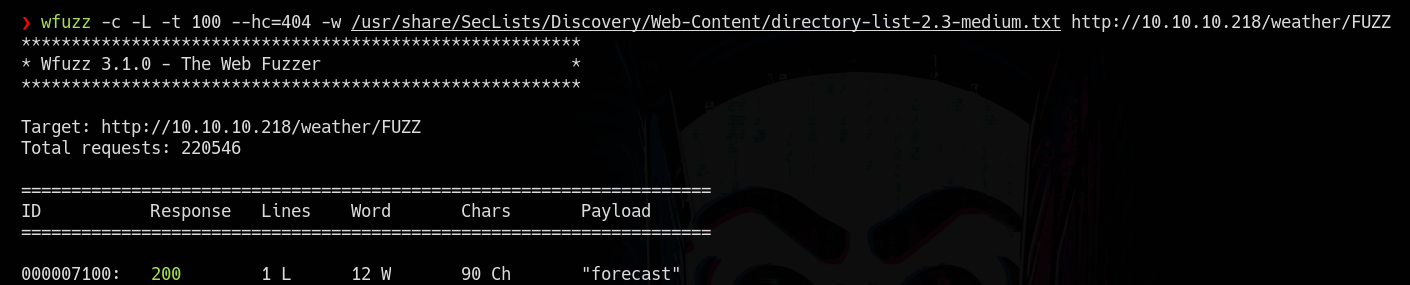 ❯ wfuzz -c -L -t 100 --hc=404 -w /usr/share/SecLists/Discovery/Web-Content/directory-list-2.3-medium.txt http://10.10.10.218/weather/FUZZ
********************************************************
* Wfuzz 3.1.0 - The Web Fuzzer                         *
********************************************************
Target: http://10.10.10.218/weather/FUZZ
Total requests: 220546
=====================================================================
ID           Response   Lines    Word       Chars       Payload
=====================================================================
000007100:   200        1 L      12 W       90 Ch       "forecast"